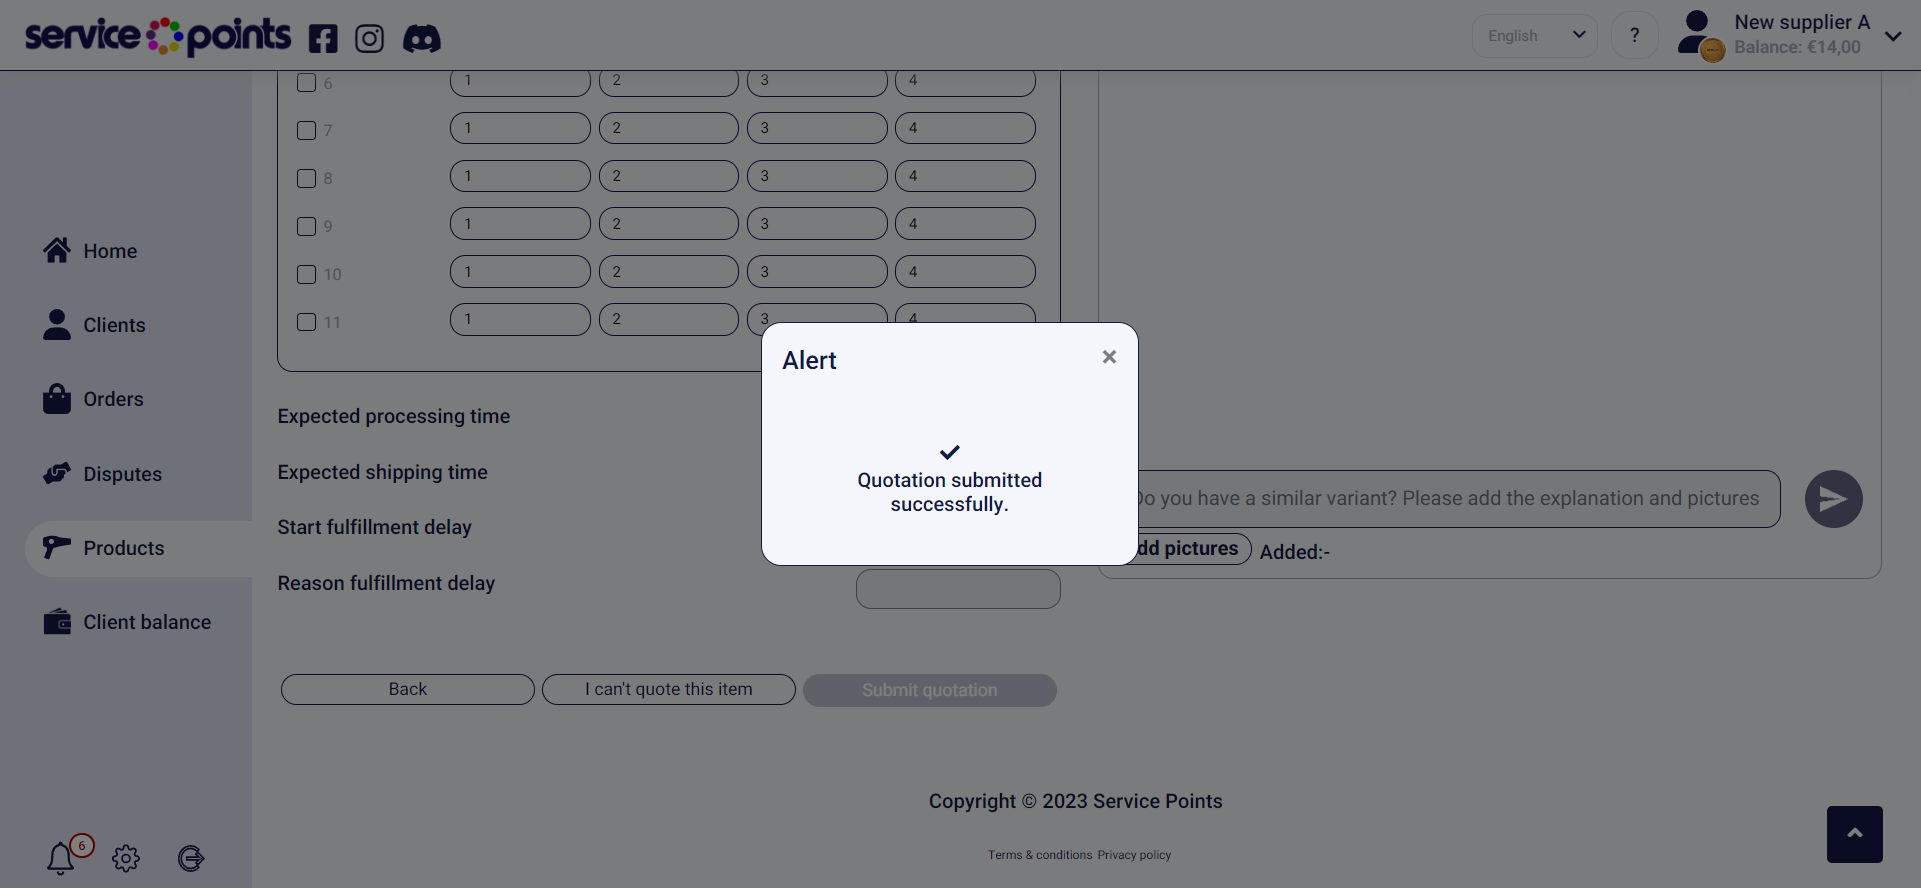 service points
English
?
New supplier A
Balance: €14,00
6 1 2 3 4
7 1 2 3 4
8 1 2 3 4
9 1 2 3 4
10 1 2 3 4
11 1 2 3 4
Home
Clients
Orders
Disputes
Products
Client balance
6
Expected processing time
Expected shipping time
Start fulfillment delay
Reason fulfillment delay
Alert
×
Quotation submitted
successfully.
Do you have a similar variant? Please add the explanation and pictures
dd pictures
Added:-
Back
I can't quote this item
Submit quotation
Copyright © 2023 Service Points
Terms & conditions Privacy policy